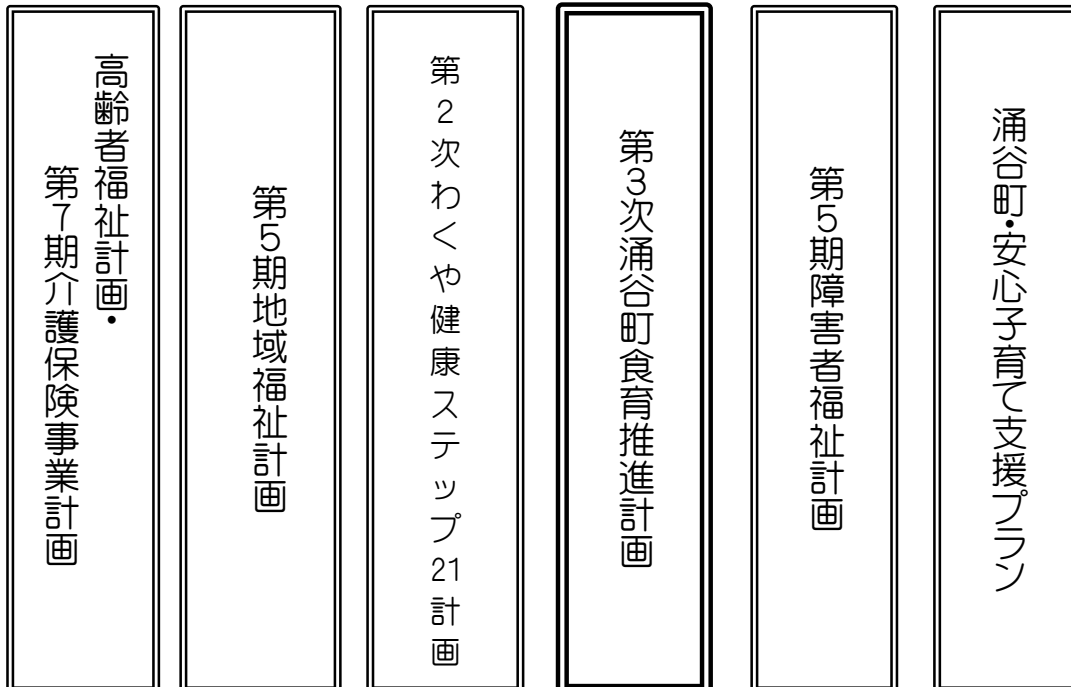 涌谷町・安心子育て支援プラン
第5期障害者福祉計画
第3次涌谷町食育推進計画
第2次わくや健康ステップ21計画
第5期地域福祉計画
高齢者福祉計画・
第7期介護保険事業計画